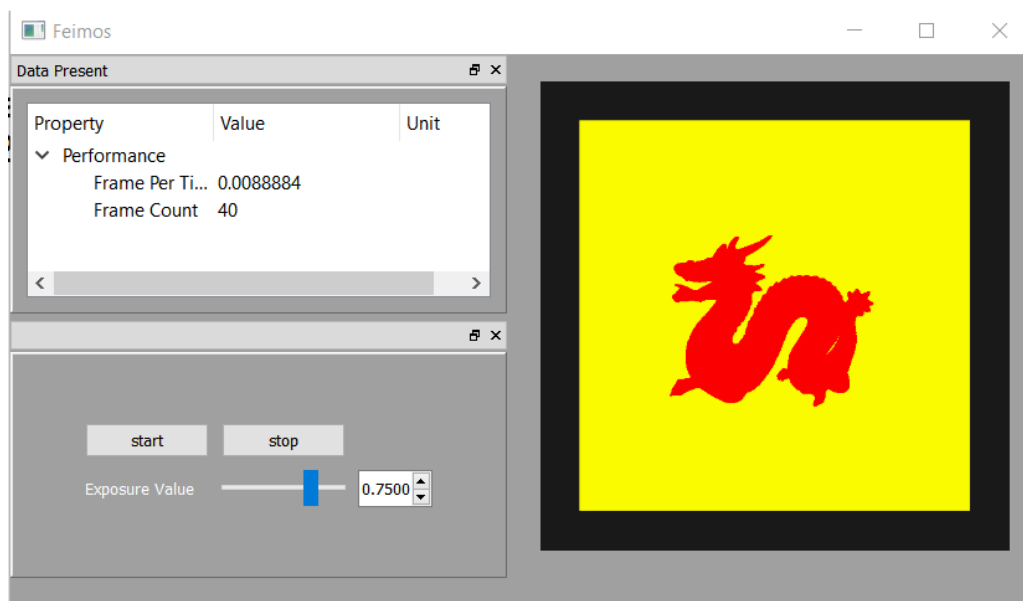 Feimos
Data Present
Property Value Unit
Performance
Frame Per Ti... 0.0088884
Frame Count 40
start stop
Exposure Value 0.7500